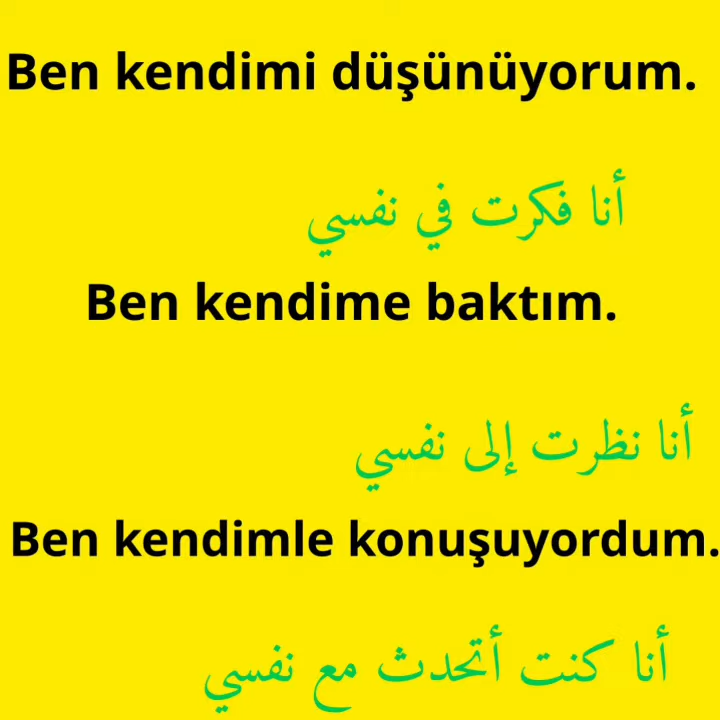 Ben kendimi düşünüyorum.
أنا فكرت في نفسي
Ben kendime baktım.
أنا نظرت إلى نفسي
Ben kendimle konuşuyordum.
أنا كنت أتحدث مع نفسي